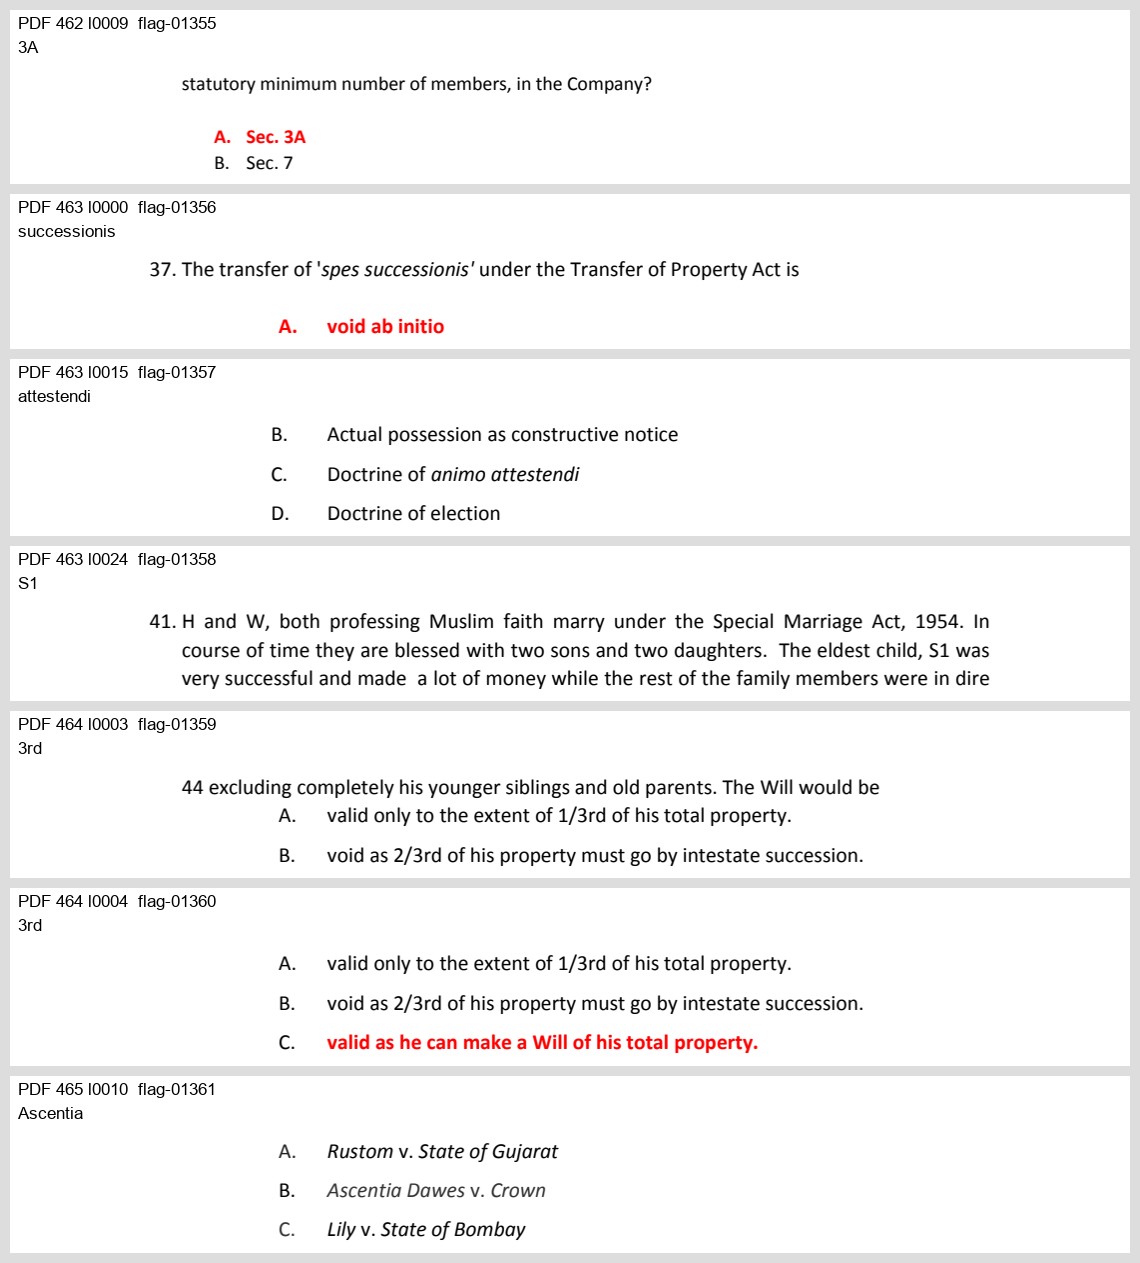 PDF 462 l0009 flag-01355
3A
statutory minimum number of members, in the Company?
A. Sec. 3A
B. Sec. 7
PDF 463 l0000 flag-01356
successionis
37. The transfer of 'spes successionis' under the Transfer of Property Act is
A. void ab initio
PDF 463 l0015 flag-01357
attestendi
B. Actual possession as constructive notice
C. Doctrine of animo attestendi
D. Doctrine of election
PDF 463 l0024 flag-01358
S1
41. H and W, both professing Muslim faith marry under the Special Marriage Act, 1954. In
course of time they are blessed with two sons and two daughters. The eldest child, S1 was
very successful and made a lot of money while the rest of the family members were in dire
PDF 464 l0003 flag-01359
3rd
44 excluding completely his younger siblings and old parents. The Will would be
A. valid only to the extent of 1/3rd of his total property.
B. void as 2/3rd of his property must go by intestate succession.
PDF 464 l0004 flag-01360
3rd
A. valid only to the extent of 1/3rd of his total property.
B. void as 2/3rd of his property must go by intestate succession.
C. valid as he can make a Will of his total property.
PDF 465 l0010 flag-01361
Ascentia
A. Rustom v. State of Gujarat
B. Ascentia Dawes v. Crown
C. Lily v. State of Bombay